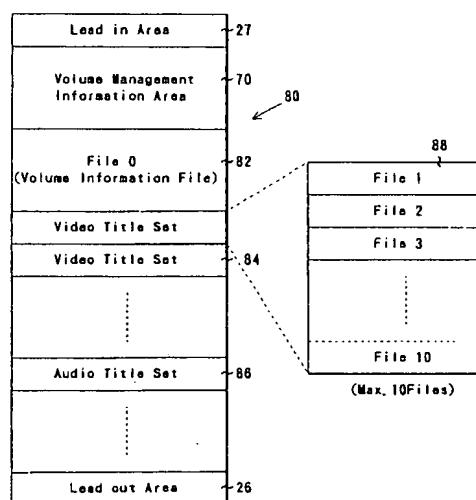 Lead in Area
27
Volume Management
Information Area
70
80
File 0
(Volume Information File)
82
Video Title Set
Video Title Set
84
Audio Title Set
86
Lead out Area
26
88
File 1
File 2
File 3
File 10
(Max. 10Files)